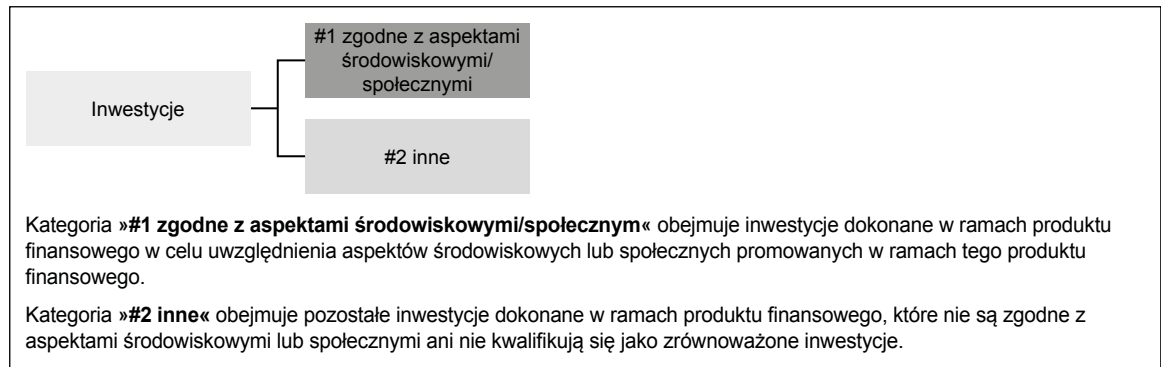 #1 zgodne z aspektami
środowiskowymi/
społecznymi
Inwestycje
#2 inne
Kategoria »#1 zgodne z aspektami środowiskowymi/społecznym« obejmuje inwestycje dokonane w ramach produktu
finansowego w celu uwzględnienia aspektów środowiskowych lub społecznych promowanych w ramach tego produktu
finansowego.
Kategoria »#2 inne« obejmuje pozostałe inwestycje dokonane w ramach produktu finansowego, które nie są zgodne z
aspektami środowiskowymi lub społecznymi ani nie kwalifikują się jako zrównoważone inwestycje.